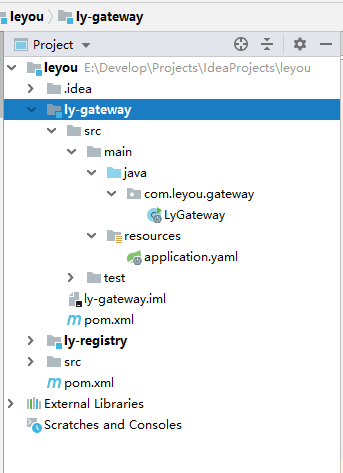 leyou ly-gateway
Project
leyou E:\Develop\Projects\IdeaProjects\leyou
.idea
ly-gateway
src
main
java
com.leyou.gateway
LyGateway
resources
application.yaml
test
ly-gateway.iml
pom.xml
ly-registry
src
pom.xml
External Libraries
Scratches and Consoles